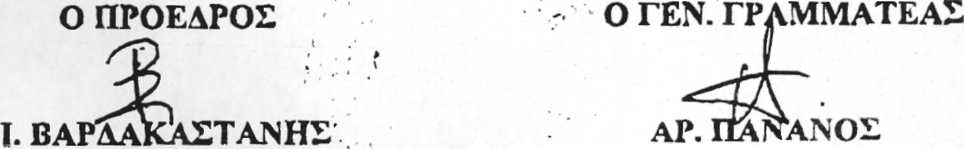 Ο ΠΡΟΕΔΡΟΣ Ο ΓΕΝ. ΓΡΑΜΜΑΤΕΑΣ
Ι. ΒΑΡΔΑΚΑΣΤΑΝΗΣ ΑΡ. ΠΑΝΑΝΟΣ